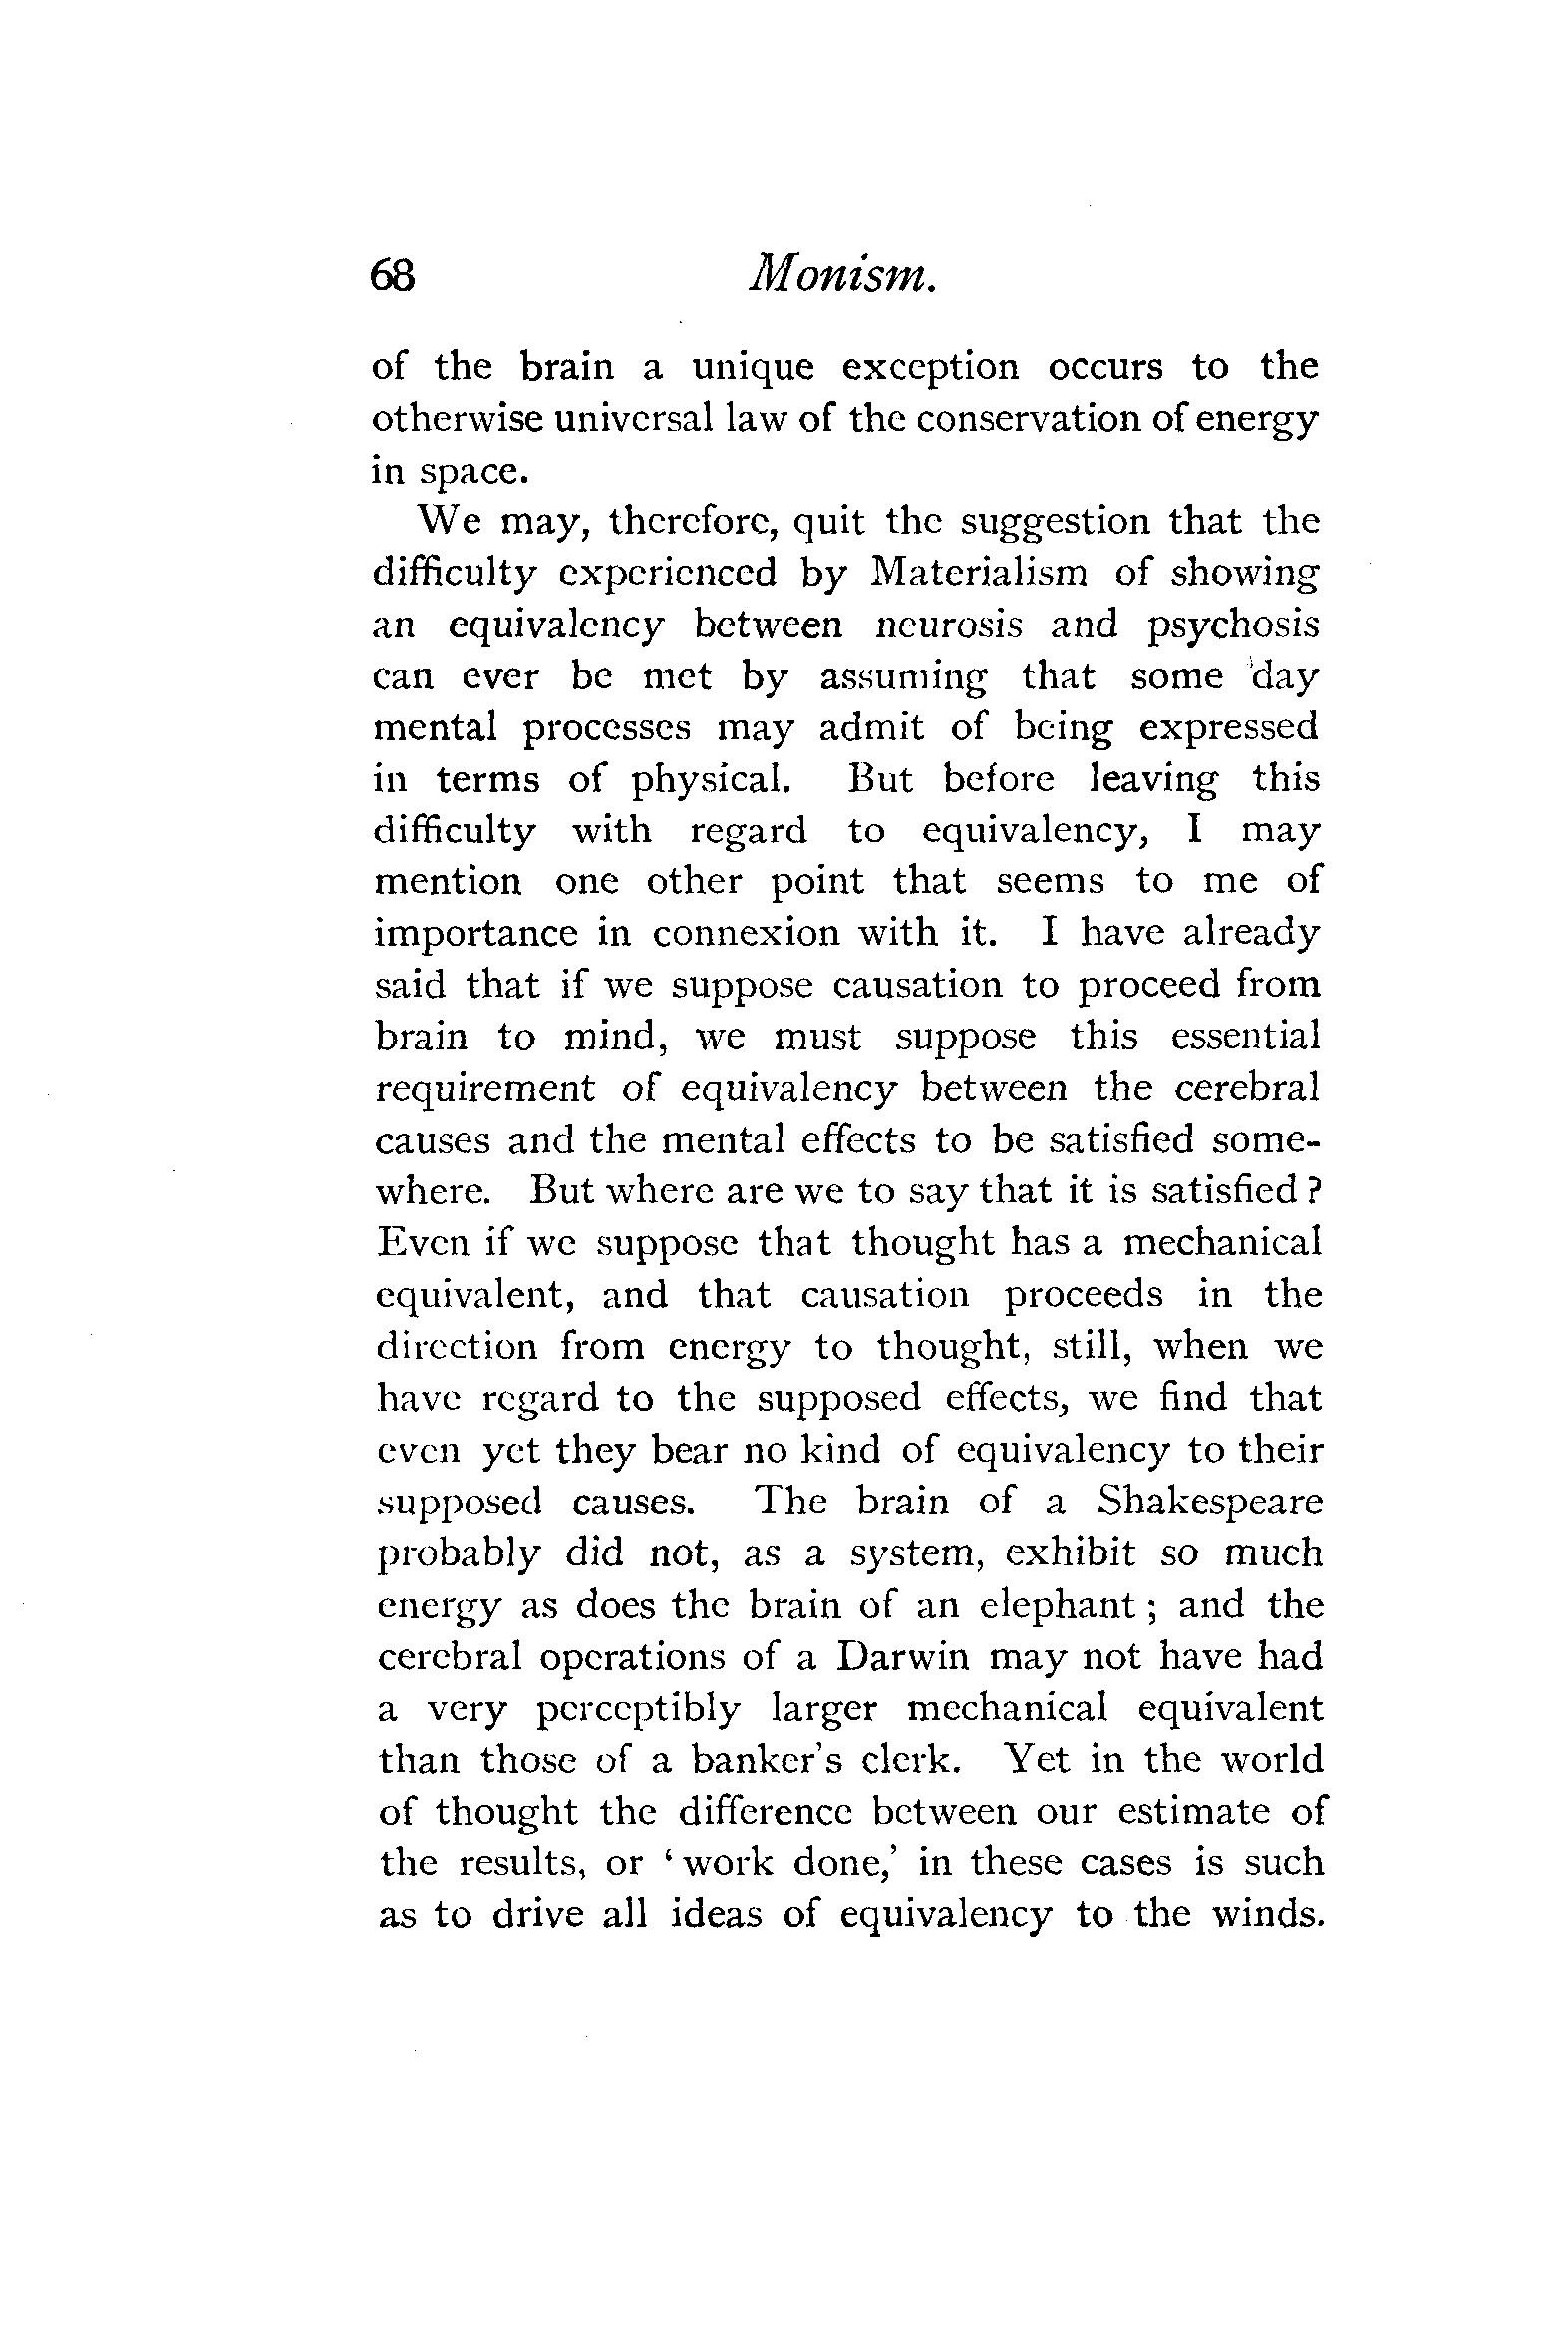 68 Monism.
of the brain a unique exception occurs to the
otherwise universal law of the conservation of energy
in space.
We may, therefore, quit the suggestion that the
difficulty experienced by Materialism of showing
an equivalency between neurosis and psychosis
can ever be met by assuming that some day
mental processes may admit of being expressed
in terms of physical. But before leaving this
difficulty with regard to equivalency, I may
mention one other point that seems to me of
importance in connexion with it. I have already
said that if we suppose causation to proceed from
brain to mind, we must suppose this essential
requirement of equivalency between the cerebral
causes and the mental effects to be satisfied some-
where. But where are we to say that it is satisfied ?
Even if we suppose that thought has a mechanical
equivalent, and that causation proceeds in the
direction from energy to thought, still, when we
have regard to the supposed effects, we find that
even yet they bear no kind of equivalency to their
supposed causes. The brain of a Shakespeare
probably did not, as a system, exhibit so much
energy as does the brain of an elephant ; and the
cerebral operations of a Darwin may not have had
a very perceptibly larger mechanical equivalent
than those of a banker's clerk. Yet in the world
of thought the difference between our estimate of
the results, or ‘ work done,’ in these cases is such
as to drive all ideas of equivalency to the winds.